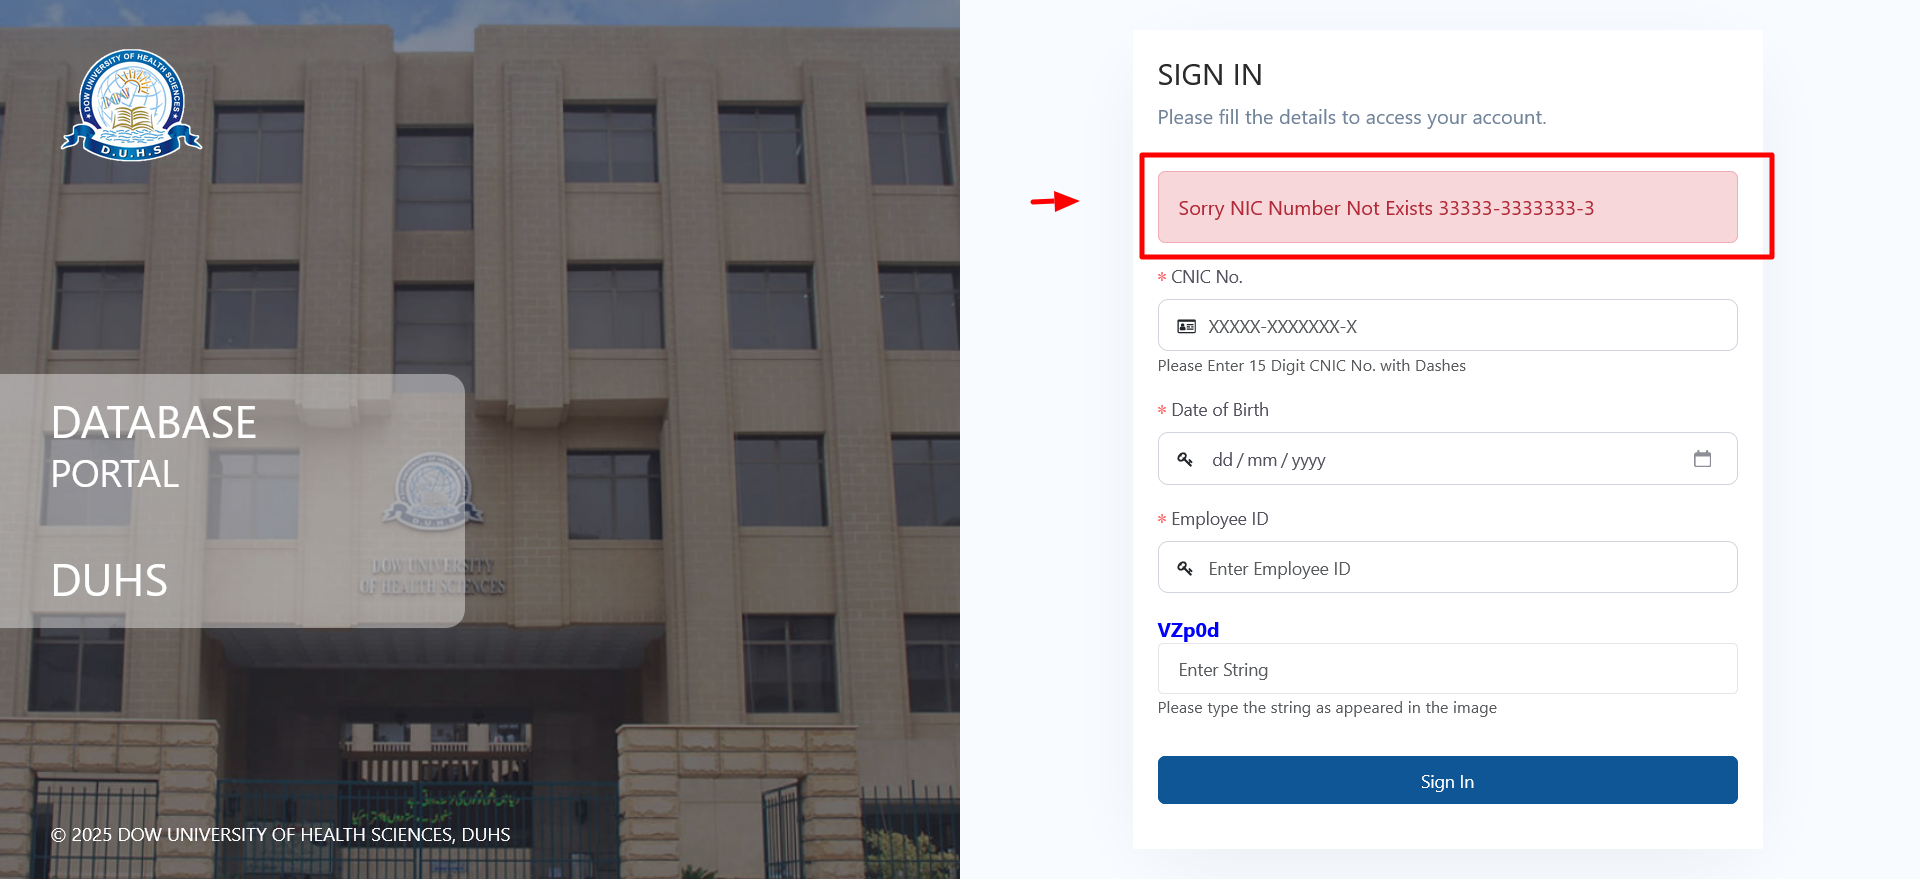 DOW UNIVERSITY OF HEALTH SCIENCES
D.U.H.S
DATABASE
PORTAL
DUHS
D.U.H.S
DOW UNIVERSITY
OF HEALTH SCIENCES
© 2025 DOW UNIVERSITY OF HEALTH SCIENCES, DUHS
SIGN IN
Please fill the details to access your account.
Sorry NIC Number Not Exists 33333-3333333-3
* CNIC No.
XXXXX-XXXXXXX-X
Please Enter 15 Digit CNIC No. with Dashes
* Date of Birth
dd / mm / yyyy
* Employee ID
Enter Employee ID
VZp0d
Enter String
Please type the string as appeared in the image
Sign In